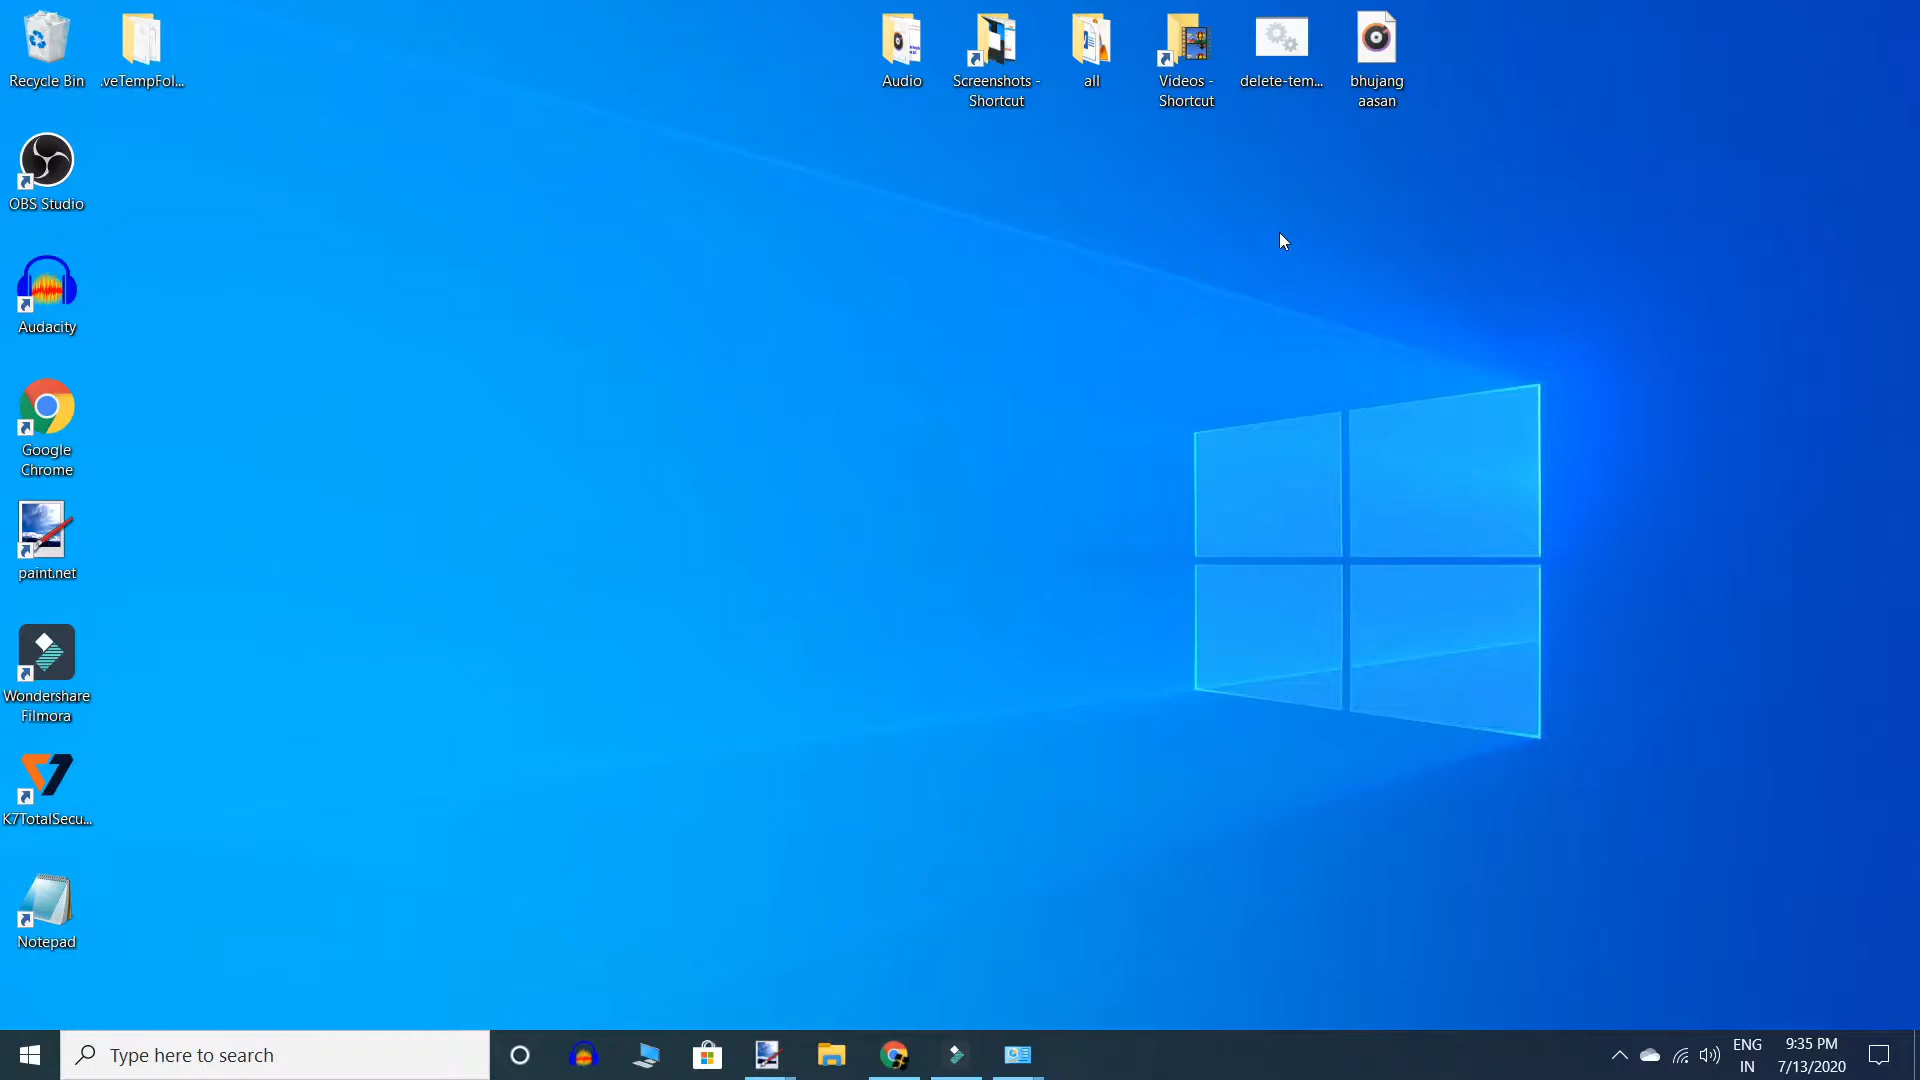 Recycle Bin
.veTempFol...
Audio
Screenshots -
Shortcut
all
Videos -
Shortcut
delete-tem...
bhujang
aasan
OBS Studio
Audacity
Google
Chrome
paint.net
Wondershare
Filmora
K7TotalSecu...
Notepad
Type here to search
ENG
IN
9:35 PM
7/13/2020